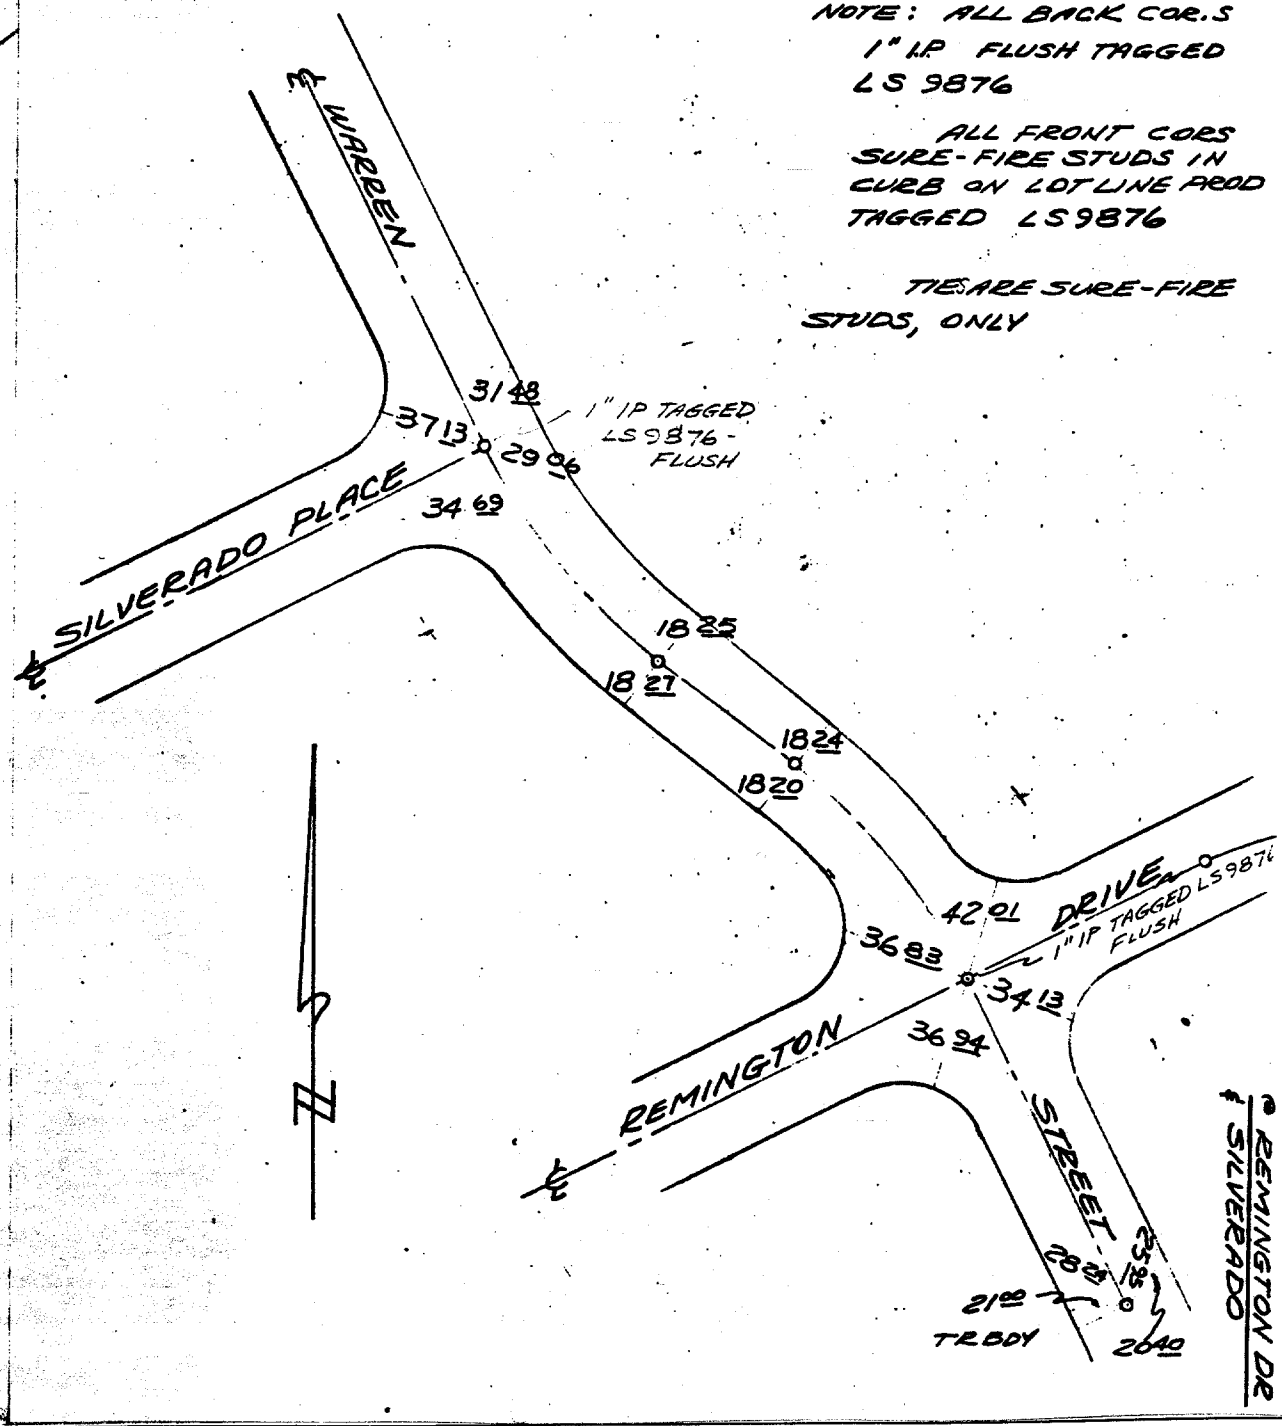 NOTE: ALL BACK COR.S
1" I.P FLUSH TAGGED
LS 9876
ALL FRONT CORS
SURE-FIRE STUDS IN
CURB ON LOT LINE PROD
TAGGED LS 9876
TIES ARE SURE-FIRE
STUDS, ONLY
℄ WARREN
31 48
37 13
29 06
1" IP TAGGED
LS 9876-
FLUSH
34 69
℄ SILVERADO PLACE
18 25
18 27
18 24
18 20
42 01
36 83
34 13
36 94
DRIVE
1" IP TAGGED LS 9876
FLUSH
℄ REMINGTON
STREET
N
28 24
21 00
TR BDY
20 40
REMINGTON DR
℄ SILVERADO